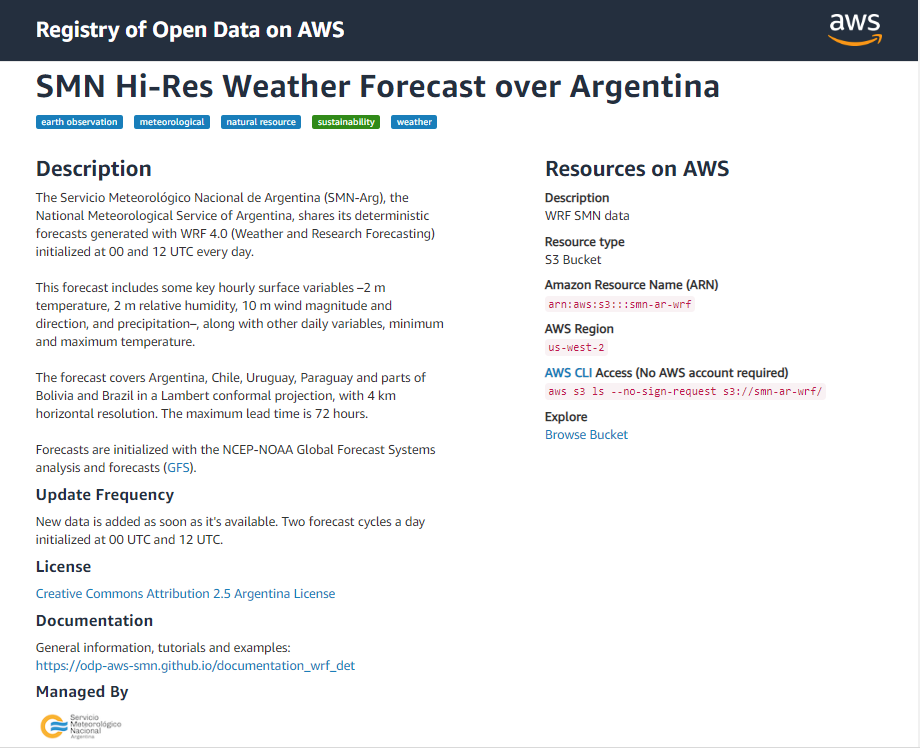 Registry of Open Data on AWS
aws
SMN Hi-Res Weather Forecast over Argentina
earth observation meteorological natural resource sustainability weather
Description
The Servicio Meteorológico Nacional de Argentina (SMN-Arg), the
National Meteorological Service of Argentina, shares its deterministic
forecasts generated with WRF 4.0 (Weather and Research Forecasting)
initialized at 00 and 12 UTC every day.
This forecast includes some key hourly surface variables –2 m
temperature, 2 m relative humidity, 10 m wind magnitude and
direction, and precipitation–, along with other daily variables, minimum
and maximum temperature.
The forecast covers Argentina, Chile, Uruguay, Paraguay and parts of
Bolivia and Brazil in a Lambert conformal projection, with 4 km
horizontal resolution. The maximum lead time is 72 hours.
Forecasts are initialized with the NCEP-NOAA Global Forecast Systems
analysis and forecasts (GFS).
Update Frequency
New data is added as soon as it's available. Two forecast cycles a day
initialized at 00 UTC and 12 UTC.
License
Creative Commons Attribution 2.5 Argentina License
Documentation
General information, tutorials and examples:
https://odp-aws-smn.github.io/documentation_wrf_det
Managed By
Servicio
Meteorológico
Nacional
Argentina
Resources on AWS
Description
WRF SMN data
Resource type
S3 Bucket
Amazon Resource Name (ARN)
arn:aws:s3:::smn-ar-wrf
AWS Region
us-west-2
AWS CLI Access (No AWS account required)
aws s3 ls --no-sign-request s3://smn-ar-wrf/
Explore
Browse Bucket